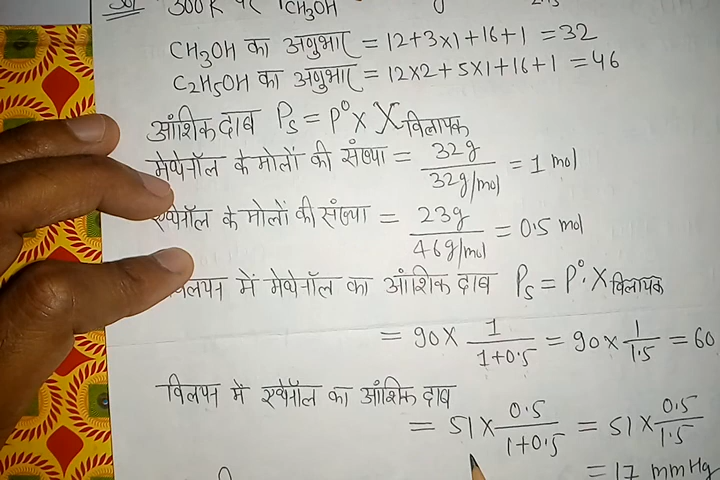 300K पर CH3OH
CH3OH का अणुभार = 12+3×1+16+1 = 32
C2H5OH का अणुभार = 12×2+5×1+16+1 = 46
आंशिक दाब Ps = P° × X विलायक
मेथेनॉल के मोलों की संख्या = 32g / 32g/mol = 1 mol
एथेनॉल के मोलों की संख्या = 23g / 46g/mol = 0.5 mol
विलयन में मेथेनॉल का आंशिक दाब Ps = P°. X विलायक
= 90 × 1 / 1+0.5 = 90 × 1 / 1.5 = 60
विलयन में एथेनॉल का आंशिक दाब
= 51 × 0.5 / 1+0.5 = 51 × 0.5 / 1.5
= 17 mmHg